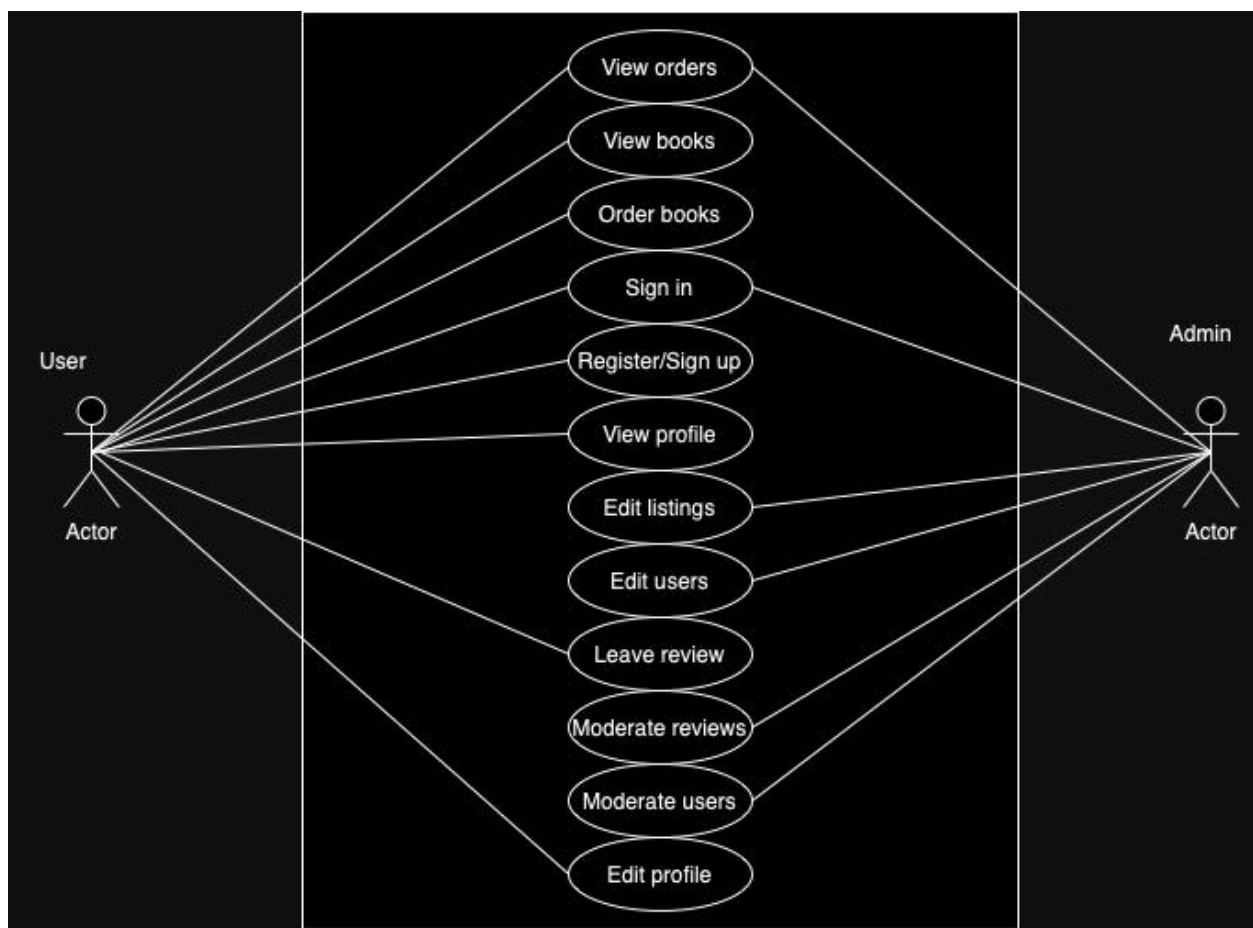 View orders
View books
Order books
Sign in
Register/Sign up
View profile
Edit listings
Edit users
Leave review
Moderate reviews
Moderate users
Edit profile
User
Actor
Admin
Actor